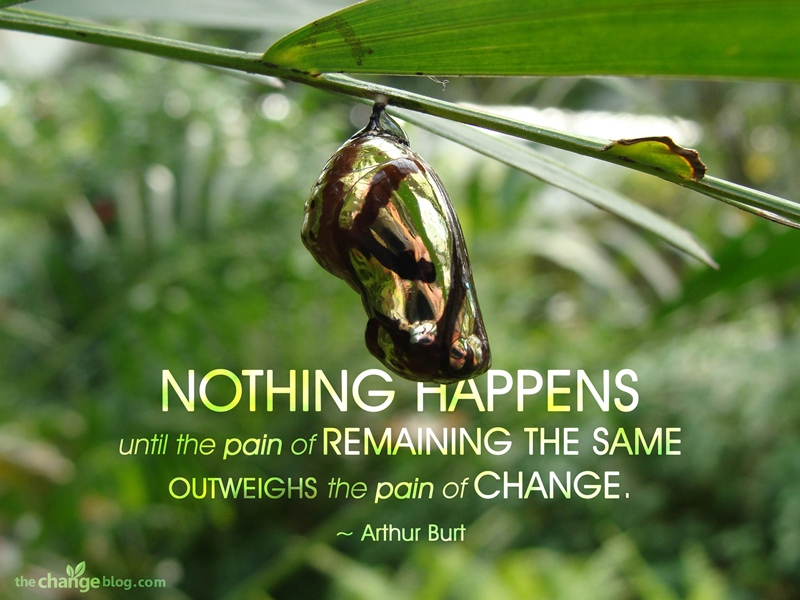 NOTHING HAPPENS
until the pain of REMAINING THE SAME
OUTWEIGHS the pain of CHANGE.
~ Arthur Burt
the change blog.com